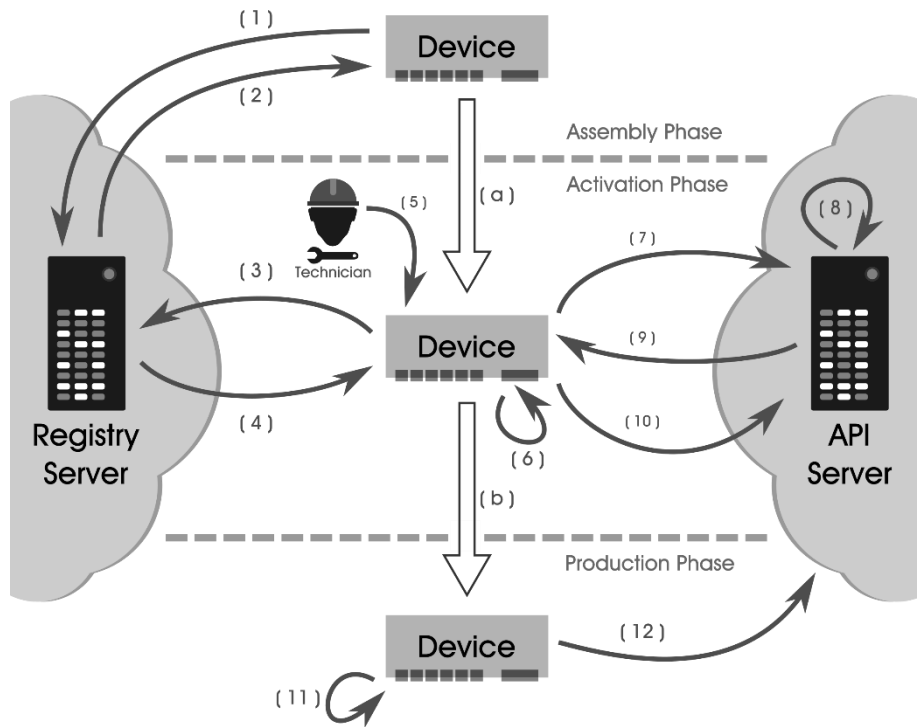 ( 1 )
Device
( 2 )
Assembly Phase
Activation Phase
( a )
( 5 )
( 8 )
( 7 )
Technician
( 3 )
Device
( 9 )
( 4 )
( 10 )
Registry
Server
API
Server
( 6 )
( b )
Production Phase
Device
( 12 )
( 11 )